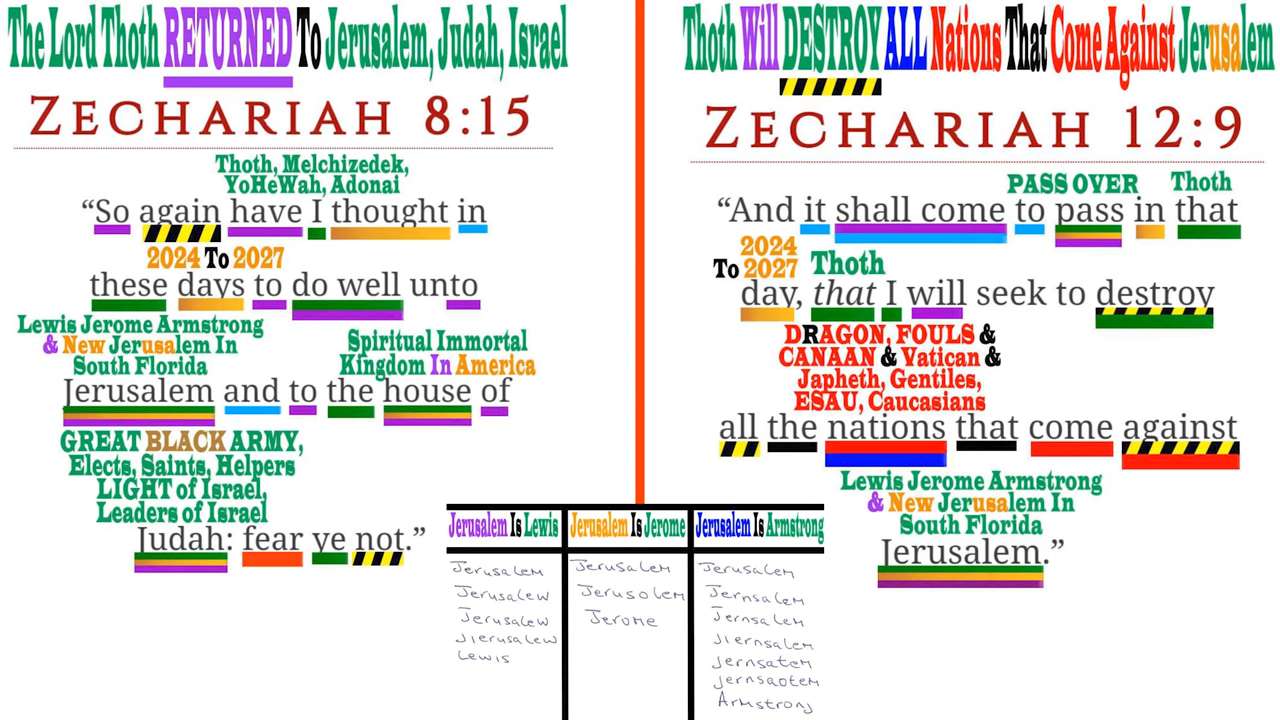 The Lord Thoth RETURNED To Jerusalem, Judah, Israel
ZECHARIAH 8:15
Thoth, Melchizedek,
YoHeWah, Adonai
“So again have I thought in
2024 To 2027
these days to do well unto
Lewis Jerome Armstrong
& New Jerusalem In
South Florida
Spiritual Immortal
Kingdom In America
Jerusalem and to the house of
GREAT BLACK ARMY,
Elects, Saints, Helpers
LIGHT of Israel,
Leaders of Israel
Judah: fear ye not.”
Thoth Will DESTROY ALL Nations That Come Against Jerusalem
ZECHARIAH 12:9
PASS OVER Thoth
“And it shall come to pass in that
2024
To 2027 Thoth
day, that I will seek to destroy
DRAGON, FOULS &
CANAAN & Vatican &
Japheth, Gentiles,
ESAU, Caucasians
all the nations that come against
Lewis Jerome Armstrong
& New Jerusalem In
South Florida
Jerusalem.”
Jerusalem Is Lewis
Jerusalem
Jerusalew
Jerusalew
Jierusalew
Lewis
Jerusalem Is Jerome
Jerusalem
Jerusolem
Jerome
Jerusalem Is Armstrong
Jerusalem
Jernsalem
Jernsalem
Jiernsalem
Jernsatem
Jernsaotem
Armstrong